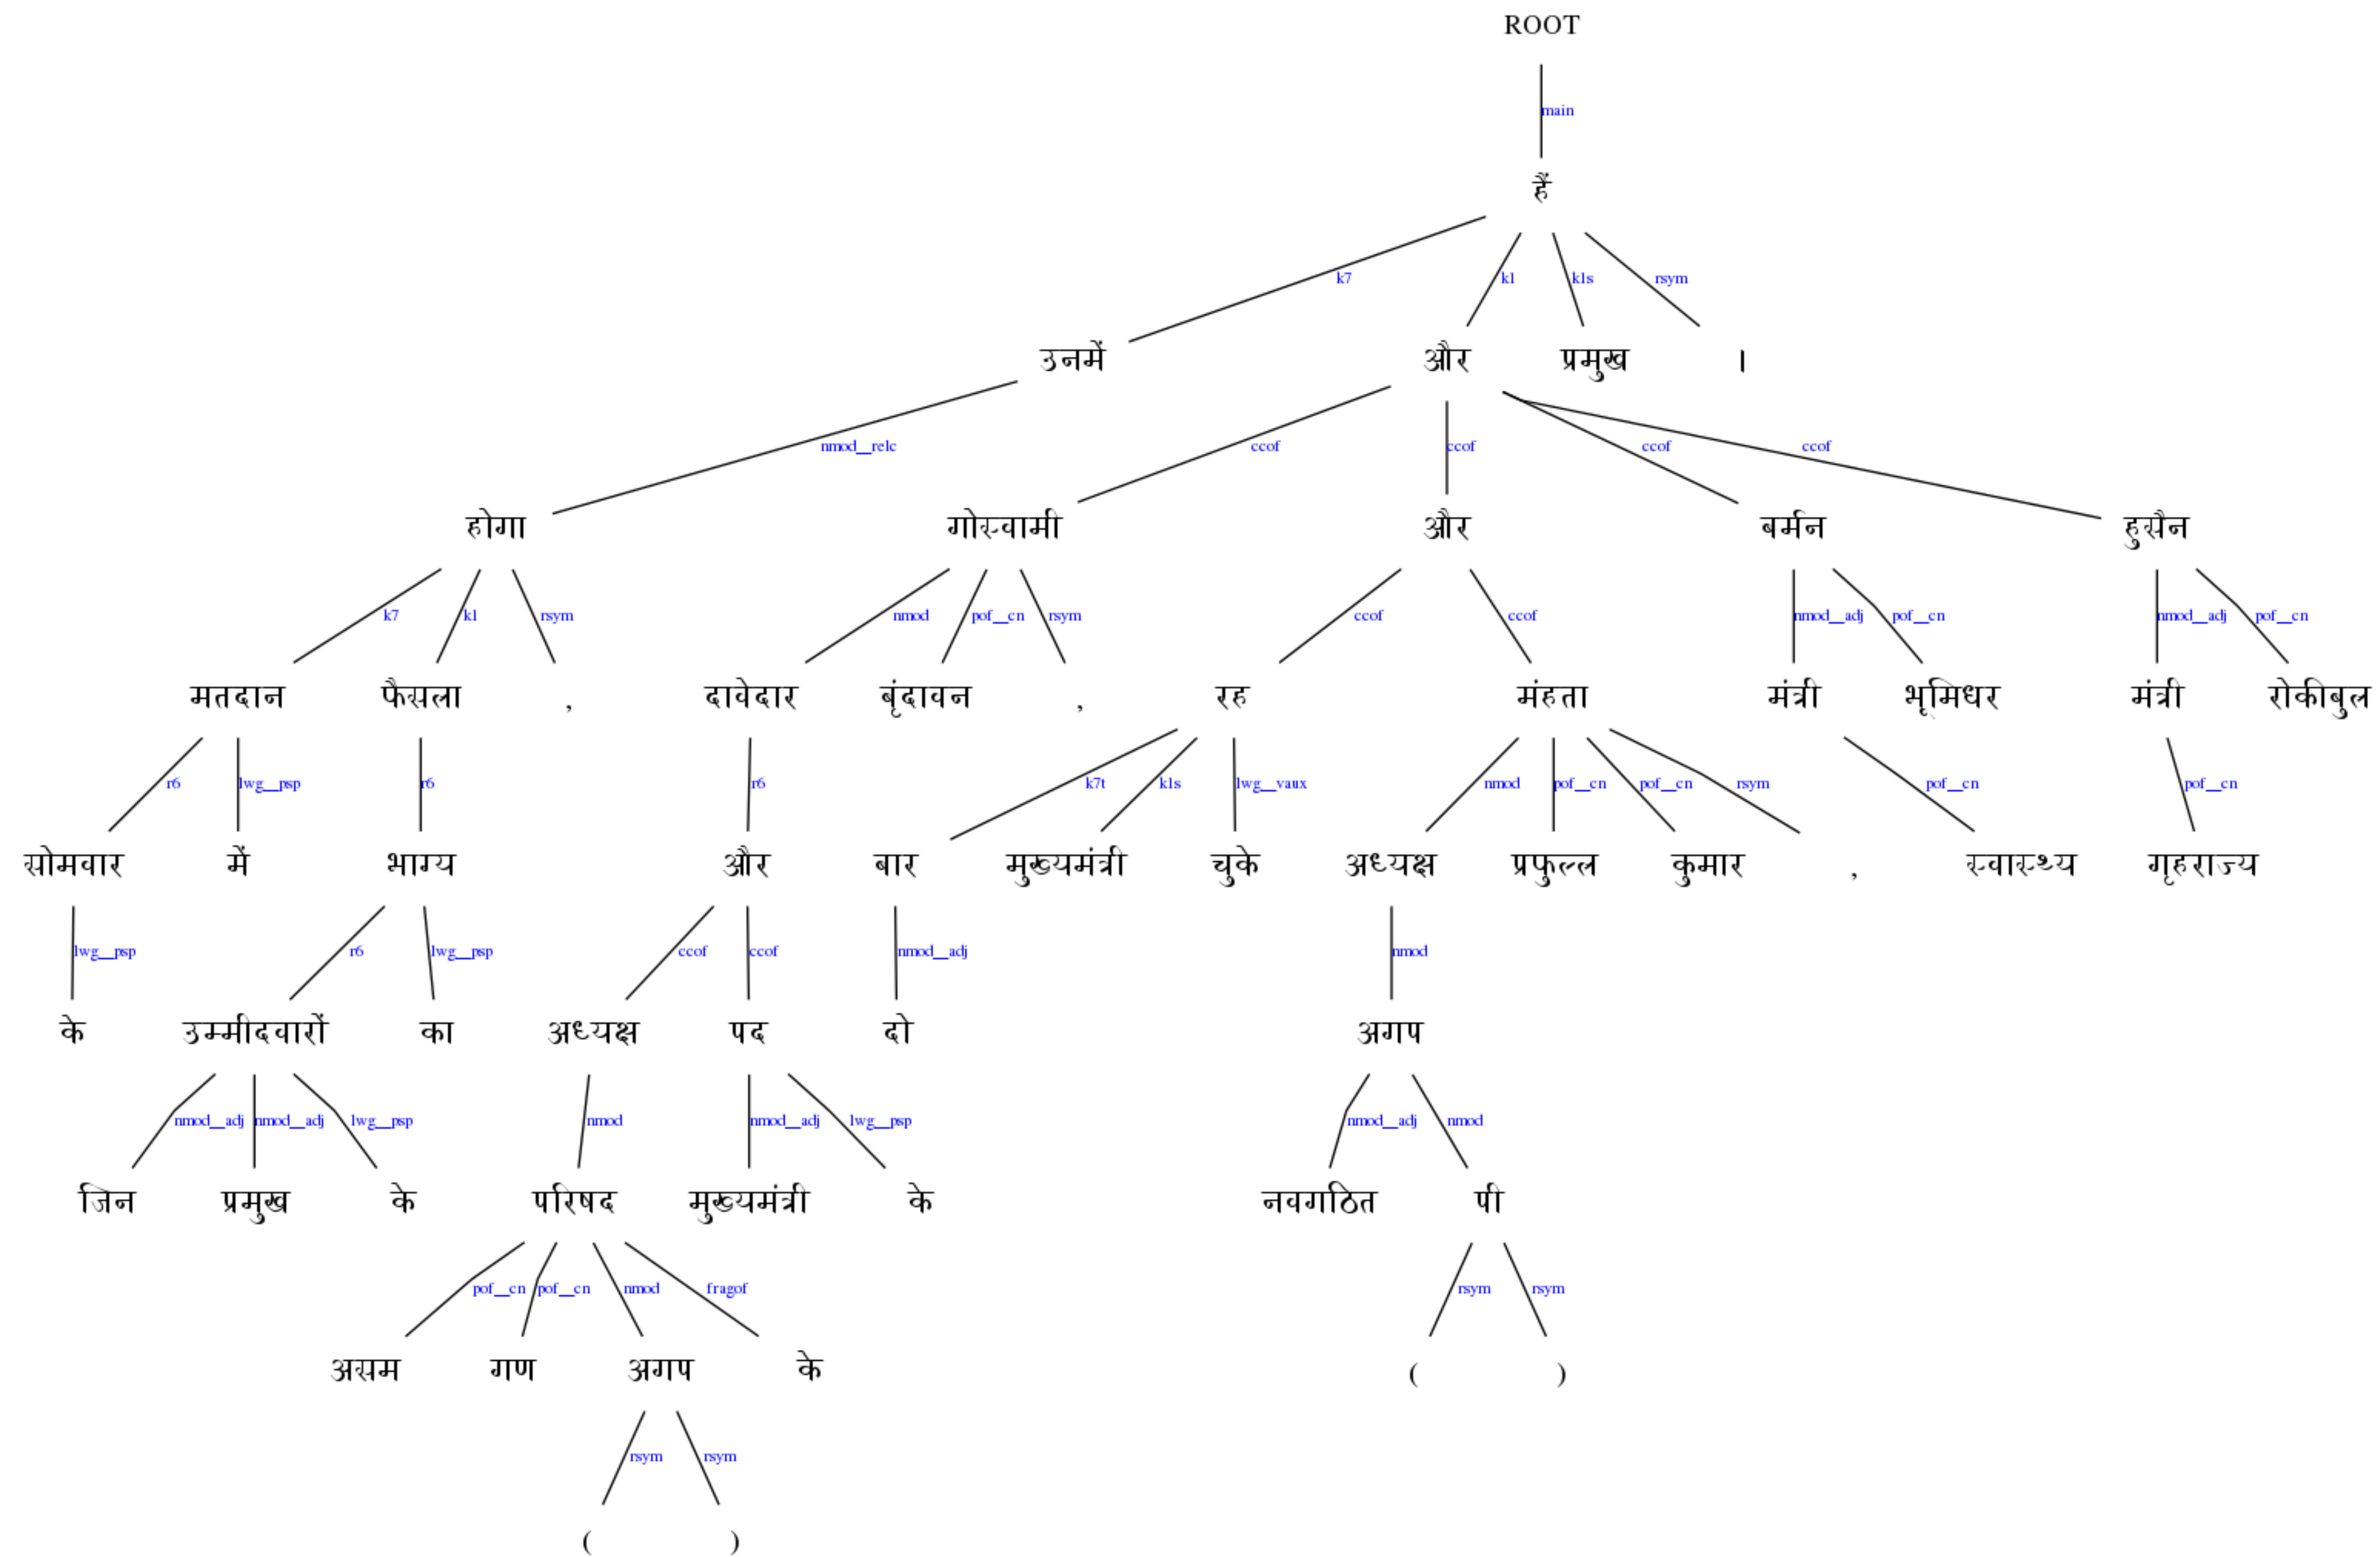 ROOT
main
हैं
k7 k1 k1s rsym
उनमें और प्रमुख ।
nmod__relc ccof ccof ccof ccof
होगा गोस्वामी और बर्मन हुसैन
k7 k1 rsym nmod pof__cn rsym ccof ccof nmod__adj pof__cn nmod__adj pof__cn
मतदान फैसला , दावेदार बृंदावन , रह मंहता मंत्री भूमिधर मंत्री रोकीबुल
r6 lwg__psp r6 r6 k7t k1s lwg__vaux nmod pof__cn pof__cn rsym pof__cn pof__cn
सोमवार में भाग्य और बार मुख्यमंत्री चुके अध्यक्ष प्रफुल्ल कुमार , स्वास्थ्य गृहराज्य
lwg__psp r6 lwg__psp ccof ccof nmod__adj nmod
के उम्मीदवारों का अध्यक्ष पद दो अगप
nmod__adj nmod__adj lwg__psp nmod nmod__adj lwg__psp nmod__adj nmod
जिन प्रमुख के परिषद मुख्यमंत्री के नवगठित पी
pof__cn pof__cn nmod fragof rsym rsym
असम गण अगप के ( )
rsym rsym
( )